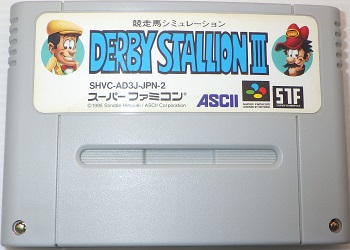 競走馬シミュレーション
DERBY STALLION III
SHVC-AD3J-JPN-2
スーパーファミコン
ASCII
STF
©1995 Sonobe Hiroyuki / ASCII Corporation